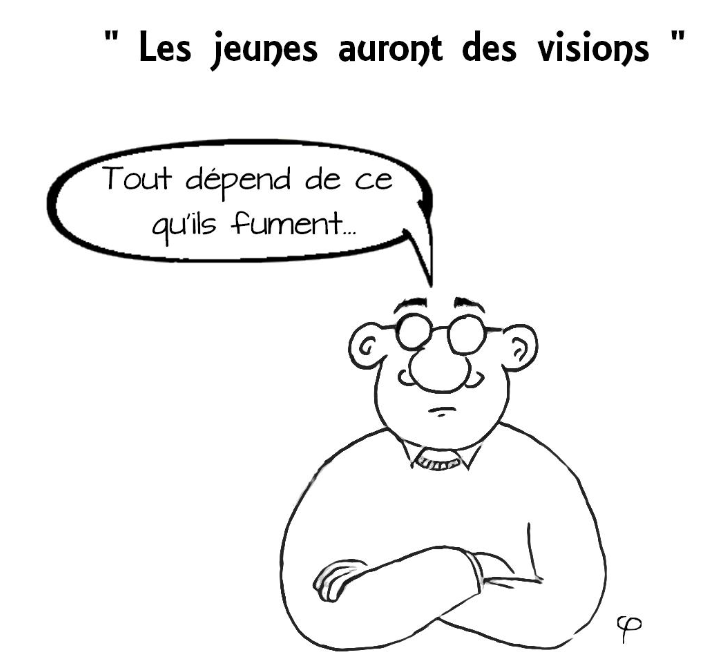 " Les jeunes auront des visions "
Tout dépend de ce
qu'ils fument...